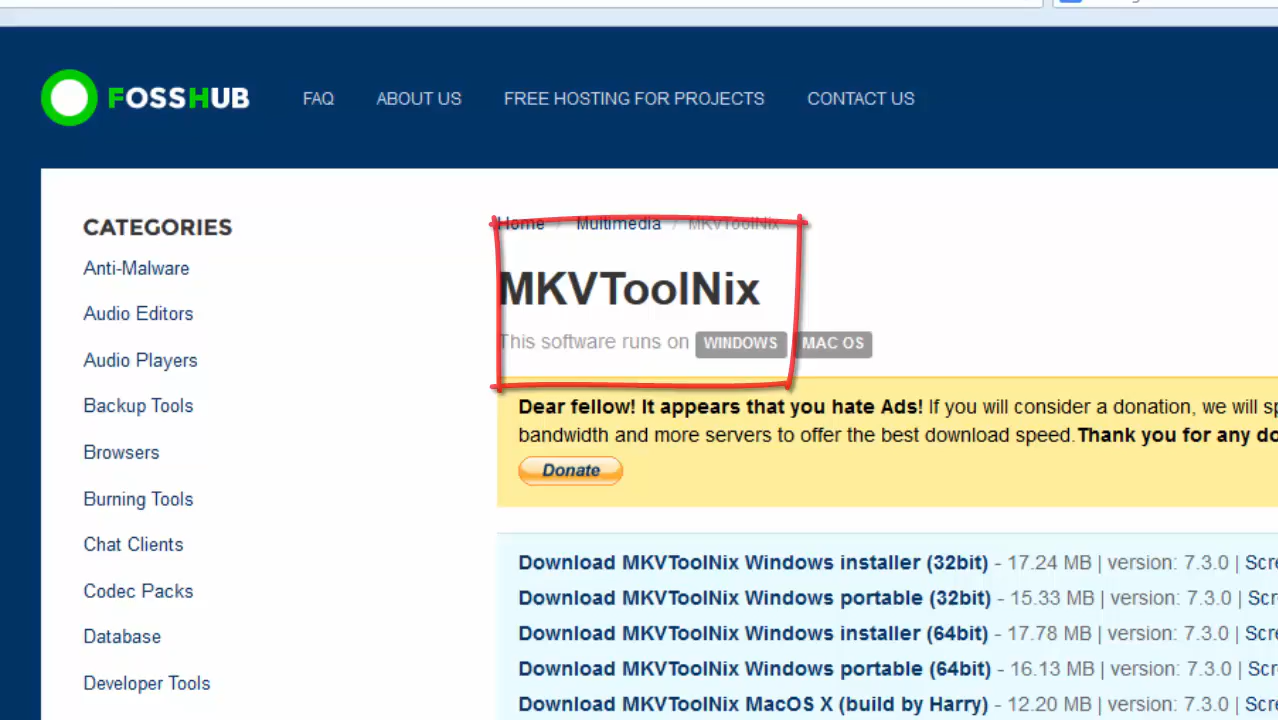 FOSSHUB
FAQ ABOUT US FREE HOSTING FOR PROJECTS CONTACT US
CATEGORIES
Anti-Malware
Audio Editors
Audio Players
Backup Tools
Browsers
Burning Tools
Chat Clients
Codec Packs
Database
Developer Tools
Home / Multimedia / MKVToolNix
MKVToolNix
This software runs on WINDOWS MAC OS
Dear fellow! It appears that you hate Ads! If you will consider a donation, we will
bandwidth and more servers to offer the best download speed.Thank you for any
Donate
Download MKVToolNix Windows installer (32bit) - 17.24 MB | version: 7.3.0 |
Download MKVToolNix Windows portable (32bit) - 15.33 MB | version: 7.3.0 |
Download MKVToolNix Windows installer (64bit) - 17.78 MB | version: 7.3.0 |
Download MKVToolNix Windows portable (64bit) - 16.13 MB | version: 7.3.0 |
Download MKVToolNix MacOS X (build by Harry) - 12.20 MB | version: 7.3.0 |